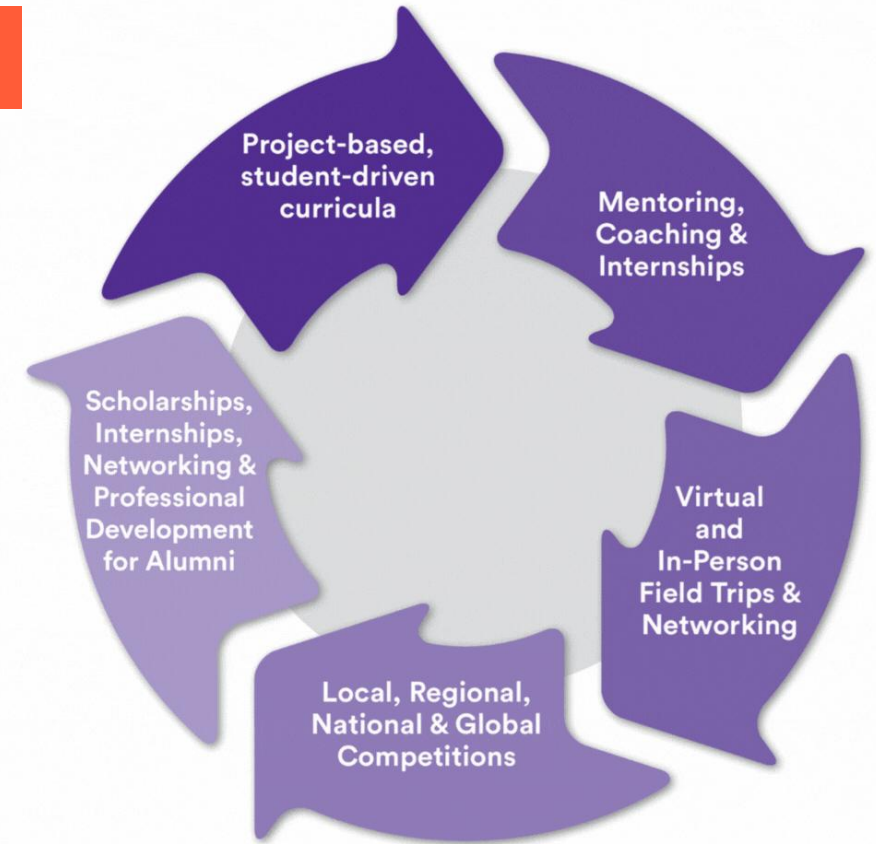 Project-based,
student-driven
curricula
Mentoring,
Coaching &
Internships
Virtual
and
In-Person
Field Trips &
Networking
Local, Regional,
National & Global
Competitions
Scholarships,
Internships,
Networking &
Professional
Development
for Alumni